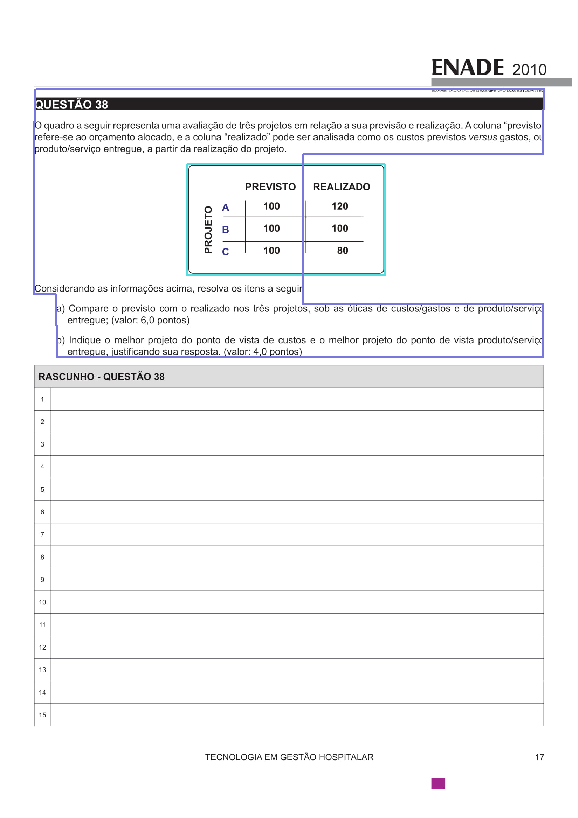 ENADE 2010
QUESTÃO 38
O quadro a seguir representa uma avaliação de três projetos em relação a sua previsão e realização. A coluna “previsto
refere-se ao orçamento alocado, e a coluna “realizado” pode ser analisada como os custos previstos versus gastos, ou
produto/serviço entregue, a partir da realização do projeto.
PREVISTO REALIZADO
PROJETO
A 100 120
B 100 100
C 100 80
Considerando as informações acima, resolva os itens a seguir
a) Compare o previsto com o realizado nos três projetos, sob as óticas de custos/gastos e de produto/serviço
entregue; (valor: 6,0 pontos)
b) Indique o melhor projeto do ponto de vista de custos e o melhor projeto do ponto de vista produto/serviço
entregue, justificando sua resposta. (valor: 4,0 pontos)
RASCUNHO - QUESTÃO 38
1
2
3
4
5
6
7
8
9
10
11
12
13
14
15
TECNOLOGIA EM GESTÃO HOSPITALAR 17